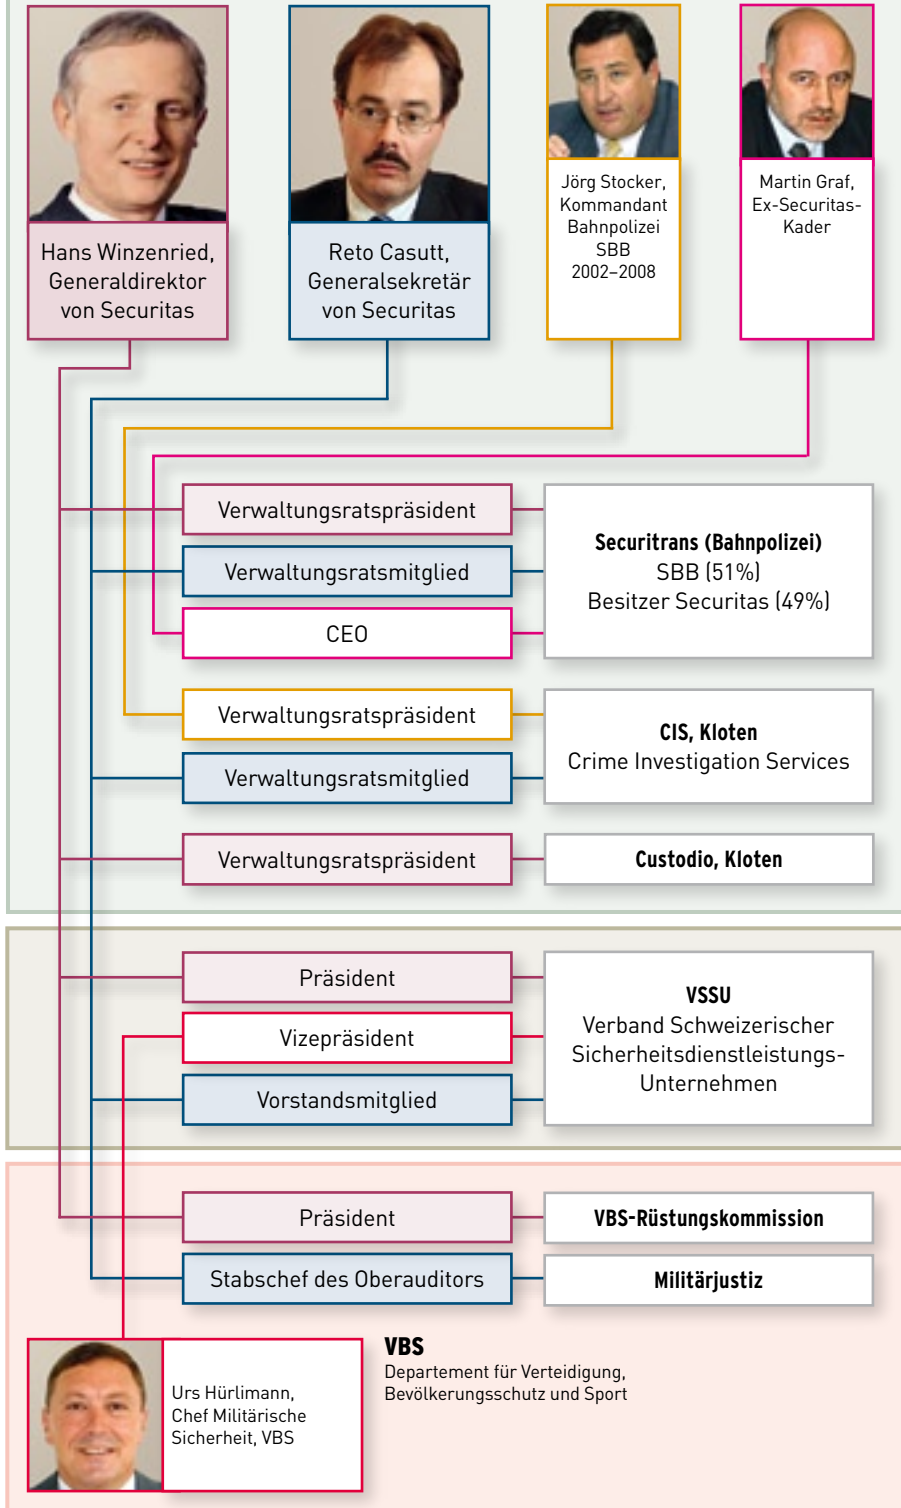 Hans Winzenried,
Generaldirektor
von Securitas
Reto Casutt,
Generalsekretär
von Securitas
Jörg Stocker,
Kommandant
Bahnpolizei
SBB
2002–2008
Martin Graf,
Ex-Securitas-
Kader
Verwaltungsratspräsident
Verwaltungsratsmitglied
CEO
Securitrans (Bahnpolizei)
SBB (51%)
Besitzer Securitas (49%)
Verwaltungsratspräsident
Verwaltungsratsmitglied
CIS, Kloten
Crime Investigation Services
Verwaltungsratspräsident
Custodio, Kloten
Präsident
Vizepräsident
Vorstandsmitglied
VSSU
Verband Schweizerischer
Sicherheitsdienstleistungs-
Unternehmen
Präsident
VBS-Rüstungskommission
Stabschef des Oberauditors
Militärjustiz
Urs Hürlimann,
Chef Militärische
Sicherheit, VBS
VBS
Departement für Verteidigung,
Bevölkerungsschutz und Sport